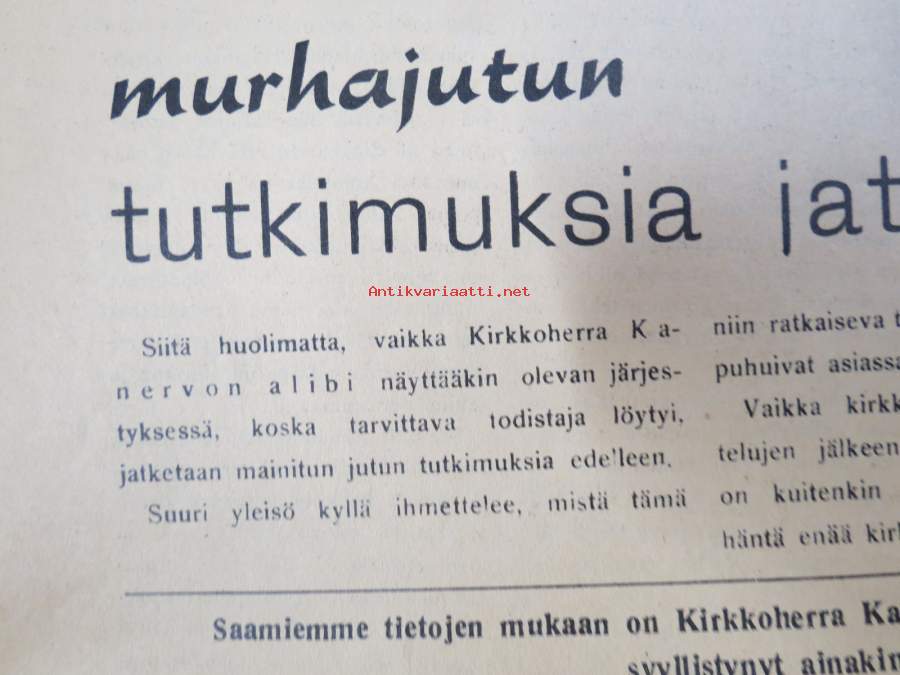 murhajutun
tutkimuksia jat
Antikvariaatti.net
Siitä huolimatta, vaikka Kirkkoherra Ka-
nervon alibi näyttääkin olevan järjes-
tyksessä, koska tarvittava todistaja löytyi,
jatketaan mainitun jutun tutkimuksia edelleen.
Suuri yleisö kyllä ihmettelee, mistä tämä
niin ratkaiseva t
puhuivat asiassa
Vaikka kirkk
telujen jälkeen
on kuitenkin
häntä enää kirk
Saamiemme tietojen mukaan on Kirkkoherra Ka
syyllistynyt ainakin